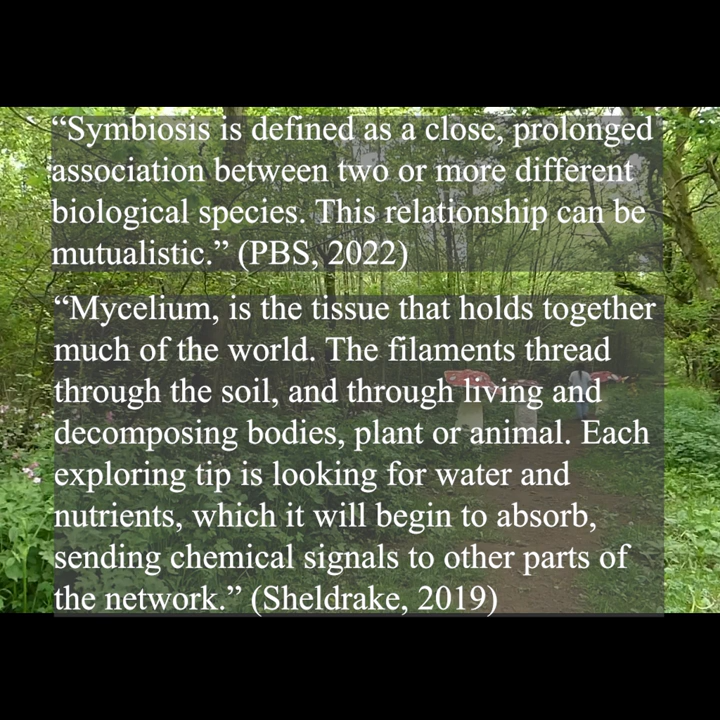 “Symbiosis is defined as a close, prolonged
association between two or more different
biological species. This relationship can be
mutualistic.” (PBS, 2022)
“Mycelium, is the tissue that holds together
much of the world. The filaments thread
through the soil, and through living and
decomposing bodies, plant or animal. Each
exploring tip is looking for water and
nutrients, which it will begin to absorb,
sending chemical signals to other parts of
the network.” (Sheldrake, 2019)